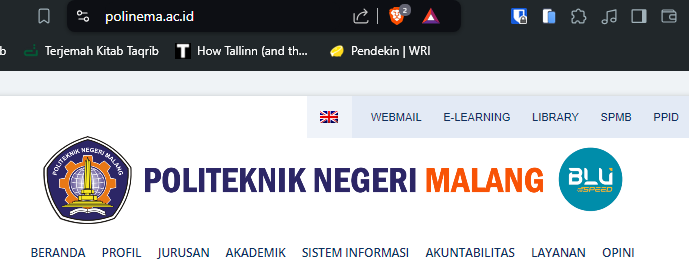 polinema.ac.id
2
b Terjemah Kitab Taqrib How Tallinn (and th... Pendekin | WRI
WEBMAIL E-LEARNING LIBRARY SPMB PPID
POLITEKNIK NEGERI MALANG
POLITEKNIK NEGERI MALANG
BLU
SPEED
BERANDA PROFIL JURUSAN AKADEMIK SISTEM INFORMASI AKUNTABILITAS LAYANAN OPINI